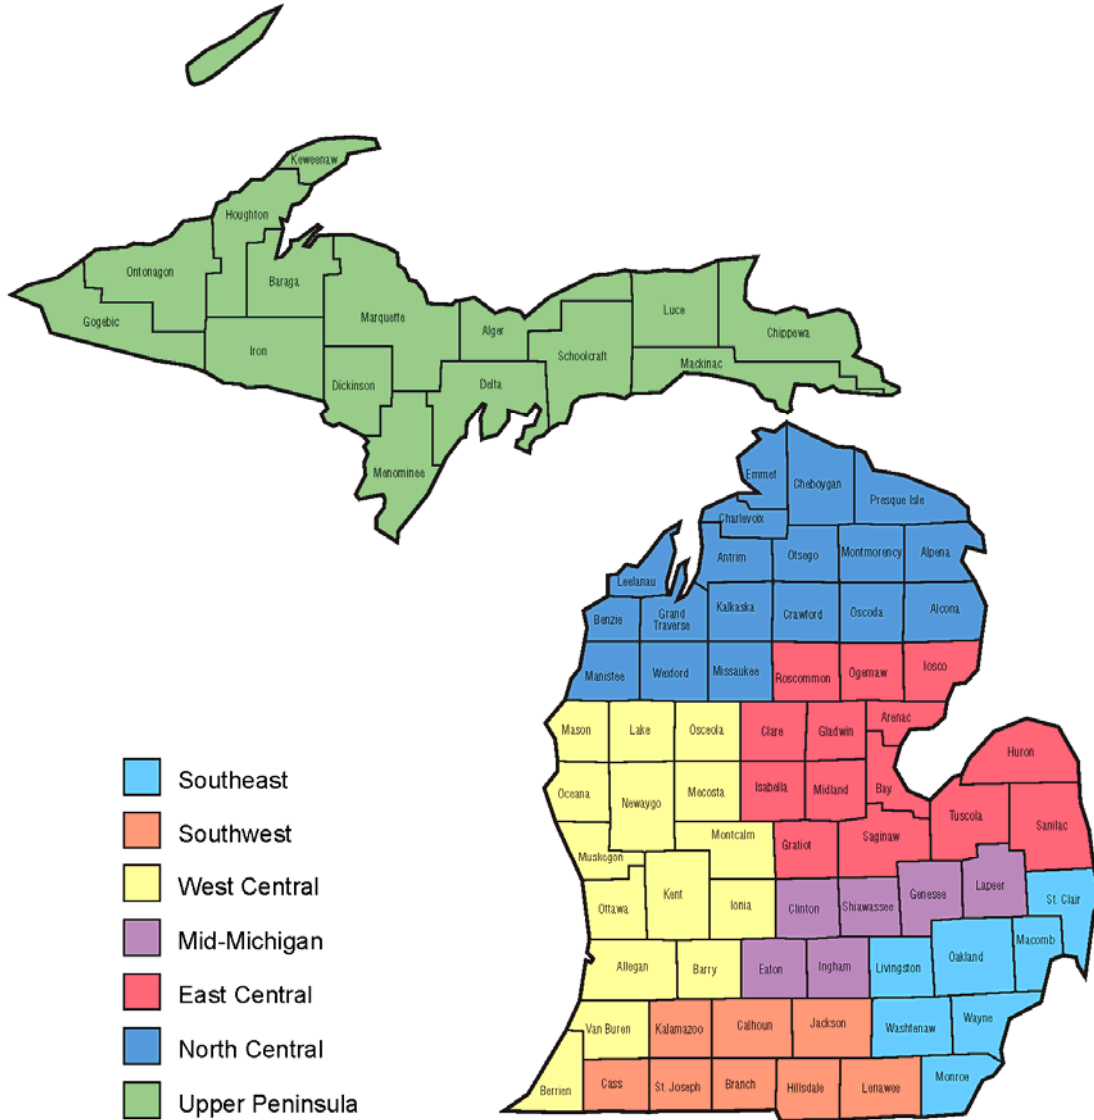 Keweenaw
Houghton
Ontonagon
Baraga
Gogebic
Marquette
Iron
Alger
Luce
Chippewa
Schoolcraft
Mackinac
Dickinson
Delta
Menominee
Emmet
Cheboygan
Presque Isle
Charlevoix
Antrim
Otsego
Montmorency
Alpena
Leelanau
Benzie
Grand
Traverse
Kalkaska
Crawford
Oscoda
Alcona
Manistee
Wexford
Missaukee
Roscommon
Ogemaw
Iosco
Mason
Lake
Osceola
Clare
Gladwin
Arenac
Huron
Oceana
Newaygo
Mecosta
Isabella
Midland
Bay
Tuscola
Sanilac
Muskegon
Montcalm
Gratiot
Saginaw
Ottawa
Kent
Ionia
Clinton
Shiawassee
Genesee
Lapeer
St. Clair
Allegan
Barry
Eaton
Ingham
Livingston
Oakland
Macomb
Van Buren
Kalamazoo
Calhoun
Jackson
Washtenaw
Wayne
Berrien
Cass
St. Joseph
Branch
Hillsdale
Lenawee
Monroe
Southeast
Southwest
West Central
Mid-Michigan
East Central
North Central
Upper Peninsula